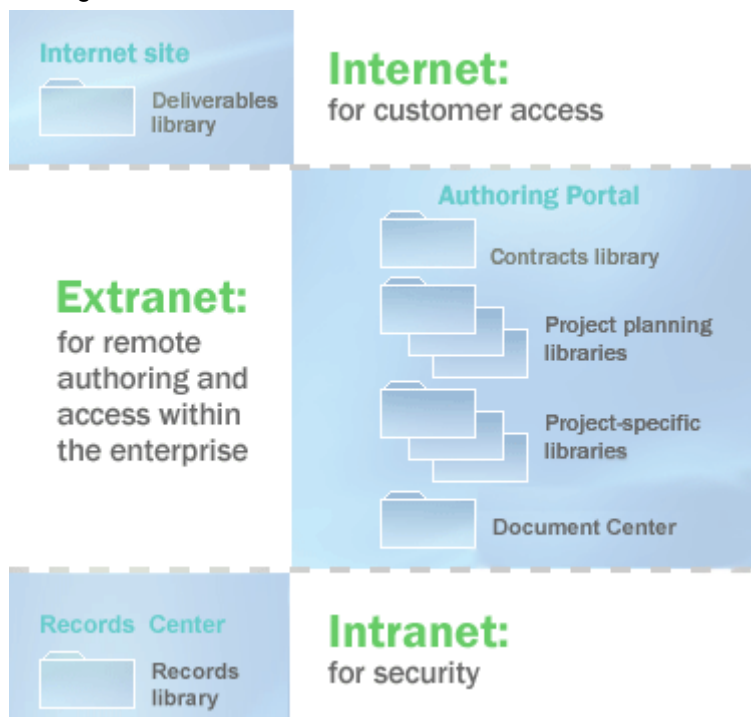 Internet site
Deliverables
library
Internet:
for customer access
Authoring Portal
Contracts library
Extranet:
for remote
authoring and
access within
the enterprise
Project planning
libraries
Project-specific
libraries
Document Center
Records Center
Records
library
Intranet:
for security